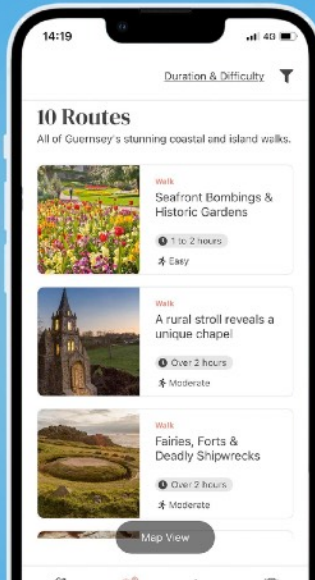 14:19
4G
Duration & Difficulty
10 Routes
All of Guernsey's stunning coastal and island walks.
Walk
Seafront Bombings &
Historic Gardens
1 to 2 hours
Easy
Walk
A rural stroll reveals a
unique chapel
Over 2 hours
Moderate
Walk
Fairies, Forts &
Deadly Shipwrecks
Over 2 hours
Moderate
Map View